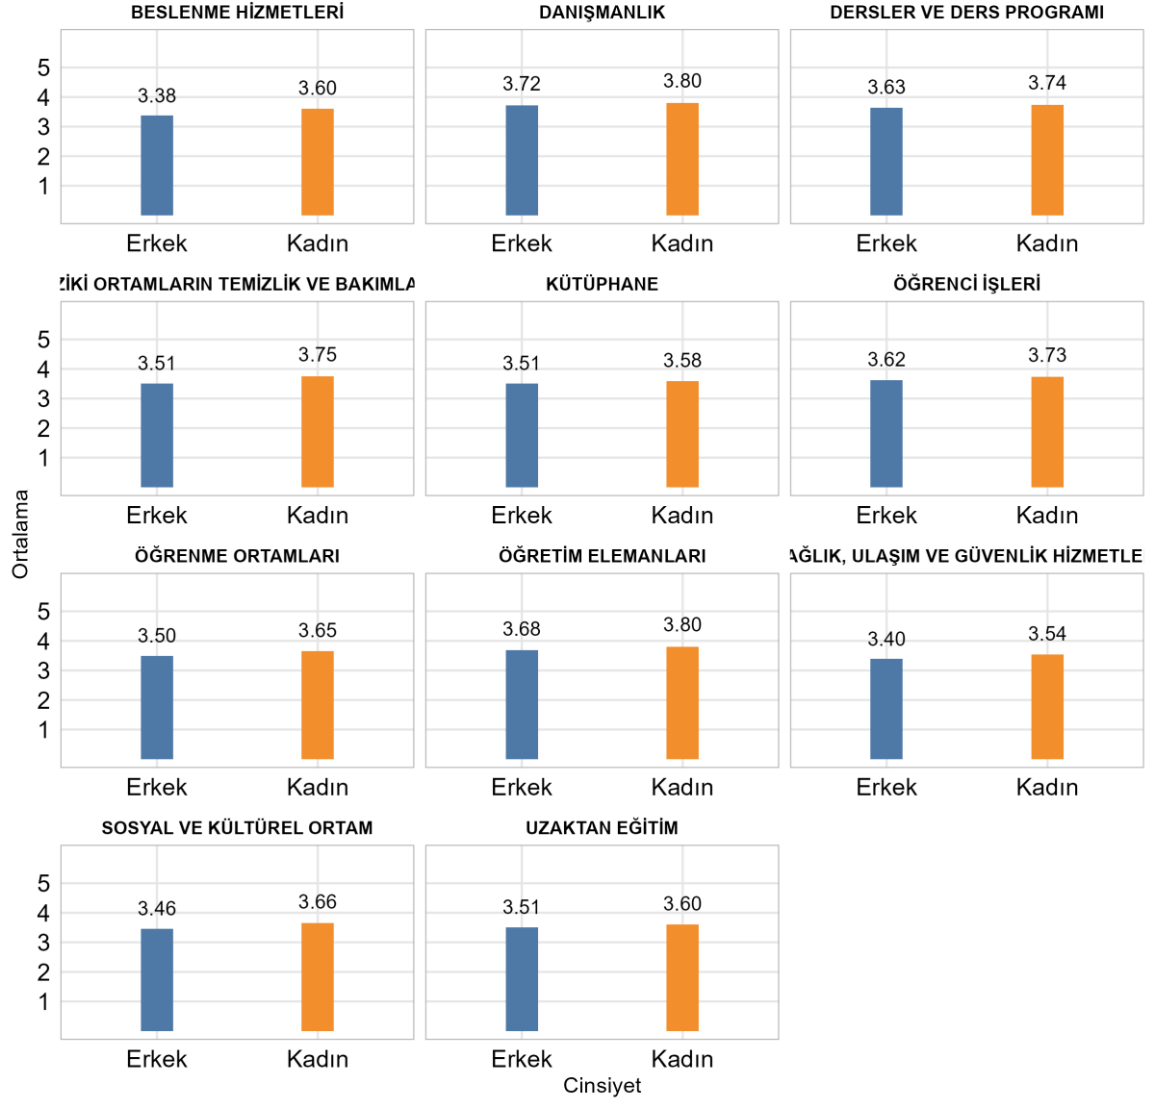 BESLENME HİZMETLERİ
5
4
3
2
1
3.38
3.60
Erkek
Kadın
DANIŞMANLIK
3.72
3.80
Erkek
Kadın
DERSLER VE DERS PROGRAMI
3.63
3.74
Erkek
Kadın
ZİKİ ORTAMLARIN TEMİZLİK VE BAKIMLA
5
4
3
2
1
3.51
3.75
Erkek
Kadın
KÜTÜPHANE
3.51
3.58
Erkek
Kadın
ÖĞRENCİ İŞLERİ
3.62
3.73
Erkek
Kadın
Ortalama
ÖĞRENME ORTAMLARI
5
4
3
2
1
3.50
3.65
Erkek
Kadın
ÖĞRETİM ELEMANLARI
3.68
3.80
Erkek
Kadın
AĞLIK, ULAŞIM VE GÜVENLİK HİZMETLE
3.40
3.54
Erkek
Kadın
SOSYAL VE KÜLTÜREL ORTAM
5
4
3
2
1
3.46
3.66
Erkek
Kadın
UZAKTAN EĞİTİM
3.51
3.60
Erkek
Kadın
Cinsiyet